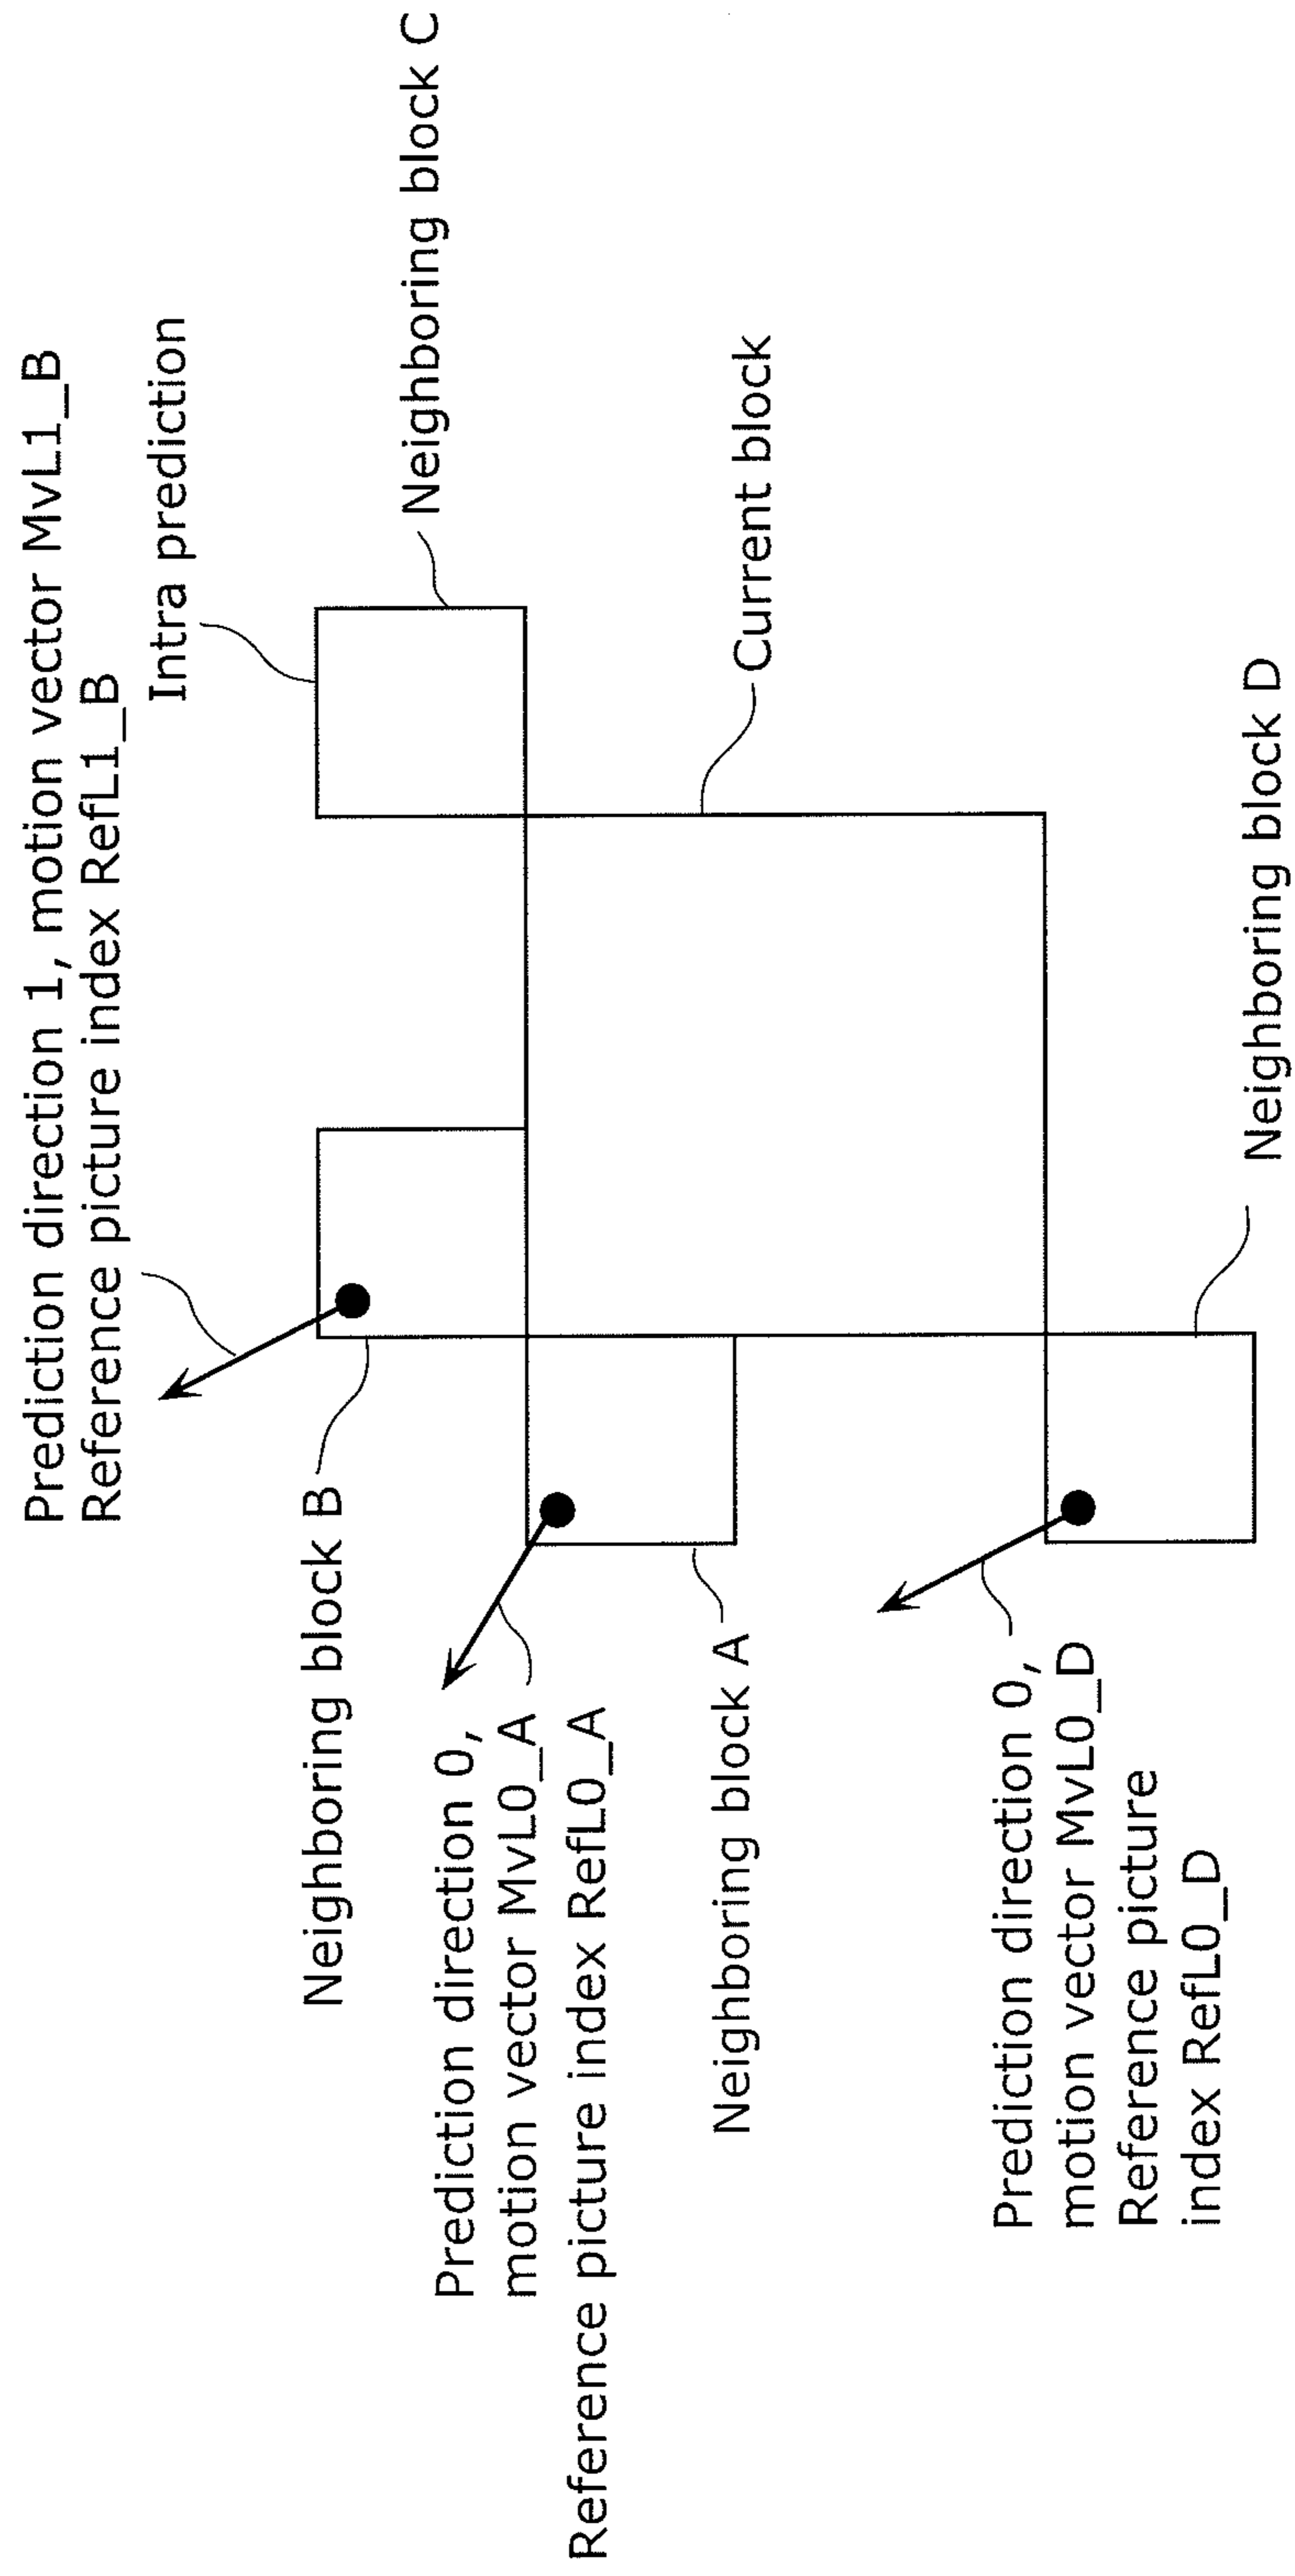 Prediction direction 1, motion vector MvL1_B
Reference picture index RefL1_B
Intra prediction
Neighboring block B
Neighboring block C
Prediction direction 0,
motion vector MvL0_A
Reference picture index RefL0_A
Neighboring block A
Current block
Prediction direction 0,
motion vector MvL0_D
Reference picture
index RefL0_D
Neighboring block D